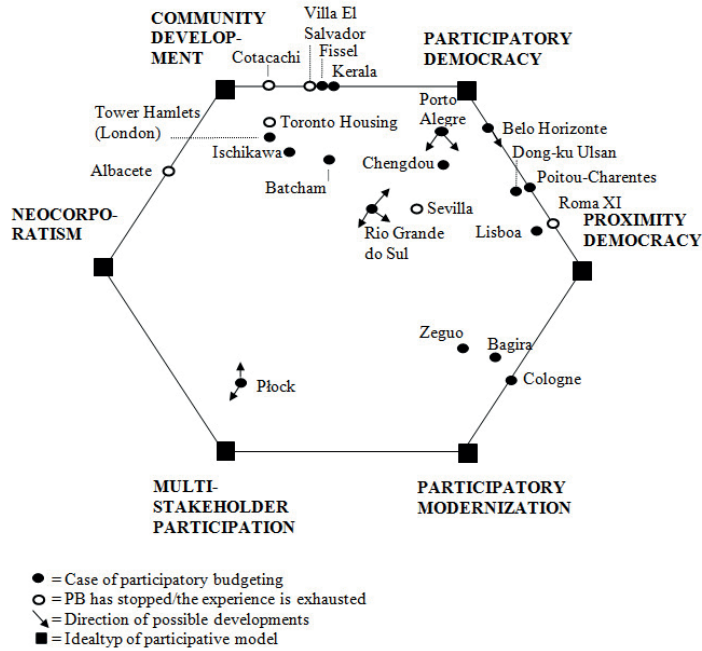 COMMUNITY
DEVELOP-
MENT
Villa El
Salvador
Fissel
Kerala
Cotacachi
PARTICIPATORY
DEMOCRACY
Tower Hamlets
(London)
Toronto Housing
Ischikawa
Batcham
Albacete
Porto
Alegre
Chengdou
Belo Horizonte
Dong-ku Ulsan
Poitou-Charentes
Roma XI
Sevilla
Rio Grande
do Sul
Lisboa
NEOCORPO-
RATISM
PROXIMITY
DEMOCRACY
Zeguo
Bagira
Cologne
Płock
MULTI-
STAKEHOLDER
PARTICIPATION
PARTICIPATORY
MODERNIZATION
= Case of participatory budgeting
= PB has stopped/the experience is exhausted
= Direction of possible developments
= Idealtyp of participative model